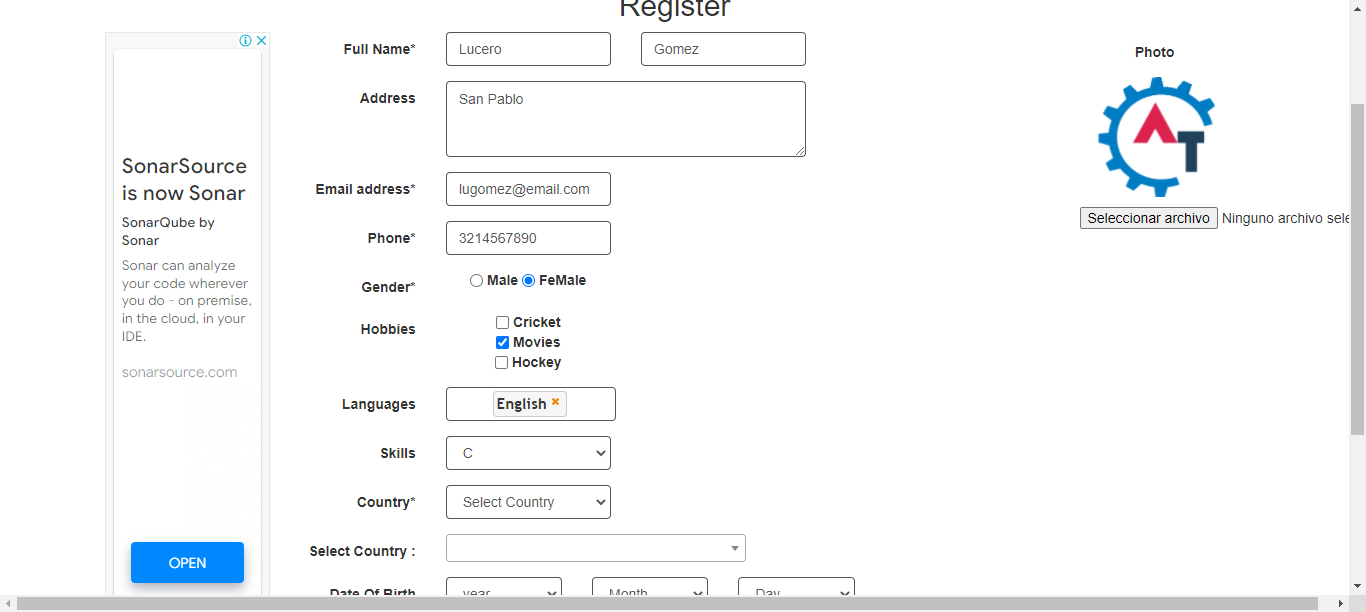 Register
Full Name* Lucero Gomez
Photo
Address San Pablo
AT
SonarSource
is now Sonar
SonarQube by
Sonar
Sonar can analyze
your code wherever
you do - on premise,
in the cloud, in your
IDE.
sonarsource.com
OPEN
Email address* lugomez@email.com
Seleccionar archivo Ninguno archivo sele
Phone* 3214567890
Gender* Male FeMale
Hobbies Cricket
Movies
Hockey
Languages English
Skills C
Country* Select Country
Select Country :
Date Of Birth year Month Day